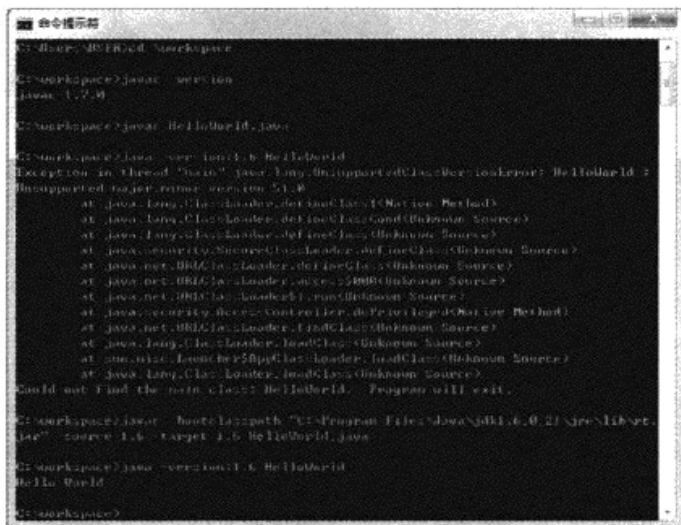 命令提示符
C:\Users\USER>cd \workspace
C:\workspace>javac -version
javac 1.7.0
C:\workspace>javac HelloWorld.java
C:\workspace>java -version:1.6 HelloWorld
Exception in thread "main" java.lang.UnsupportedClassVersionError: HelloWorld :
Unsupported major.minor version 51.0
at java.lang.ClassLoader.defineClass1(Native Method)
at java.lang.ClassLoader.defineClassCond(Unknown Source)
at java.lang.ClassLoader.defineClass(Unknown Source)
at java.security.SecureClassLoader.defineClass(Unknown Source)
at java.net.URLClassLoader.defineClass(Unknown Source)
at java.net.URLClassLoader.access$000(Unknown Source)
at java.net.URLClassLoader$1.run(Unknown Source)
at java.security.AccessController.doPrivileged(Native Method)
at java.net.URLClassLoader.findClass(Unknown Source)
at java.lang.ClassLoader.loadClass(Unknown Source)
at sun.misc.Launcher$AppClassLoader.loadClass(Unknown Source)
at java.lang.ClassLoader.loadClass(Unknown Source)
Could not find the main class: HelloWorld.  Program will exit.
C:\workspace>javac -bootclasspath "C:\Program Files\Java\jdk1.6.0_21\jre\lib\rt.
jar" -source 1.6 -target 1.6 HelloWorld.java
C:\workspace>java -version:1.6 HelloWorld
Hello World
C:\workspace>